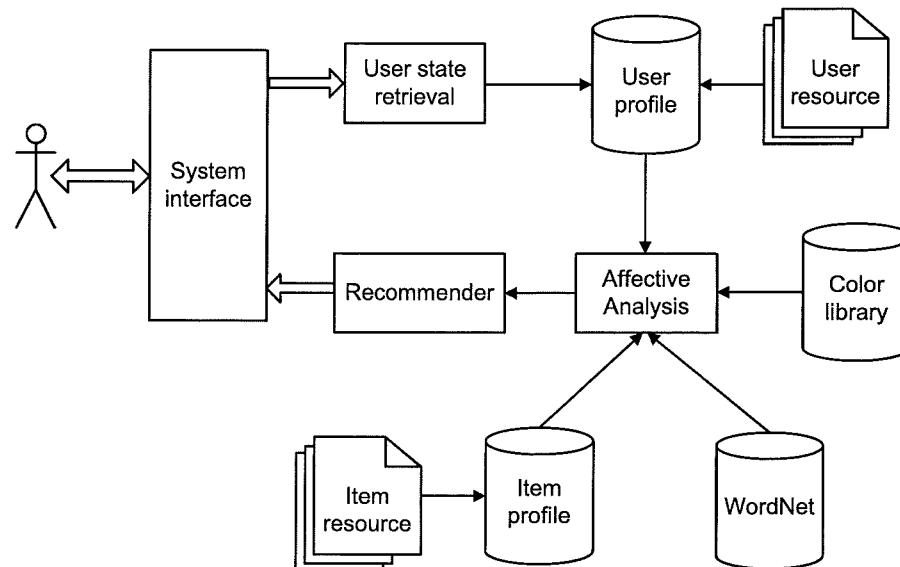 User state
retrieval
User
profile
User
resource
System
interface
Recommender
Affective
Analysis
Color
library
Item
resource
Item
profile
WordNet